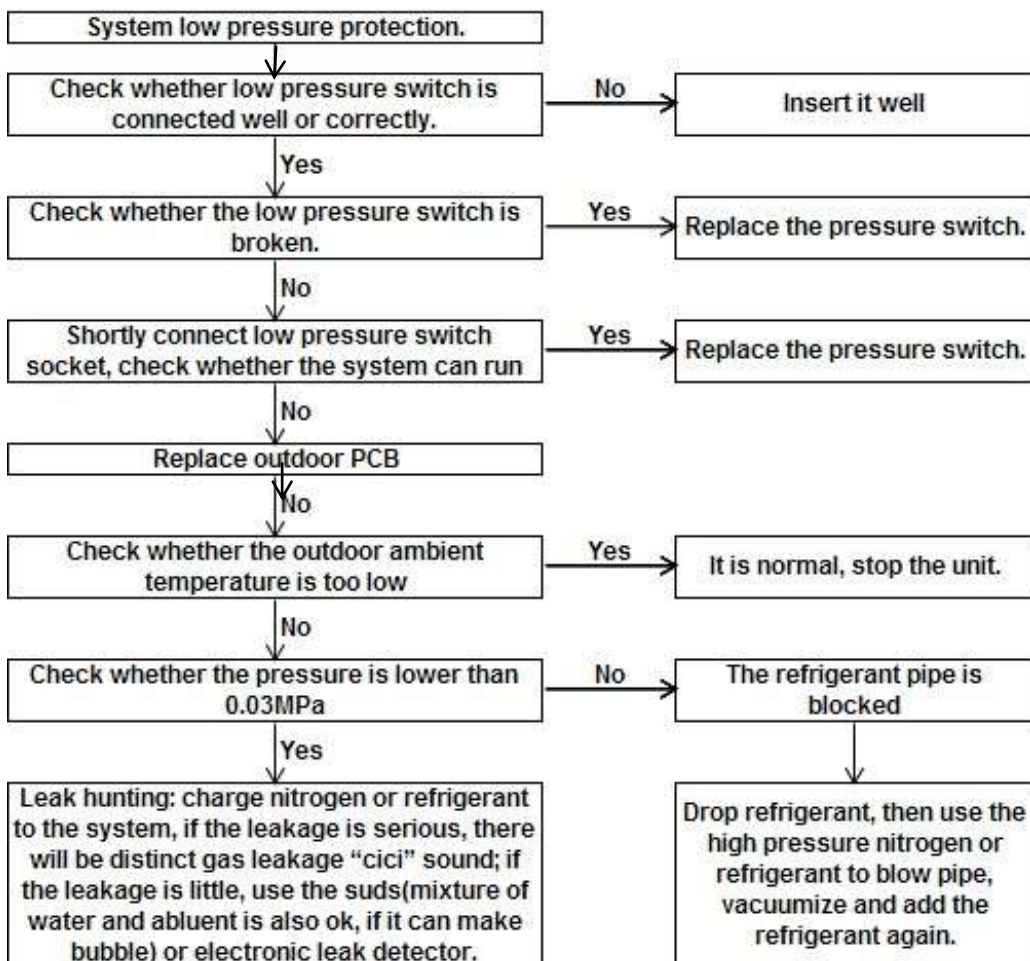 System low pressure protection.
Check whether low pressure switch is
connected well or correctly.
No
Insert it well
Yes
Check whether the low pressure switch is
broken.
Yes
Replace the pressure switch.
No
Shortly connect low pressure switch
socket, check whether the system can run
Yes
Replace the pressure switch.
No
Replace outdoor PCB
No
Check whether the outdoor ambient
temperature is too low
Yes
It is normal, stop the unit.
No
Check whether the pressure is lower than
0.03MPa
No
The refrigerant pipe is
blocked
Yes
Leak hunting: charge nitrogen or refrigerant
to the system, if the leakage is serious, there
will be distinct gas leakage “cici” sound; if
the leakage is little, use the suds(mixture of
water and abluent is also ok, if it can make
bubble) or electronic leak detector.
Drop refrigerant, then use the
high pressure nitrogen or
refrigerant to blow pipe,
vacuumize and add the
refrigerant again.